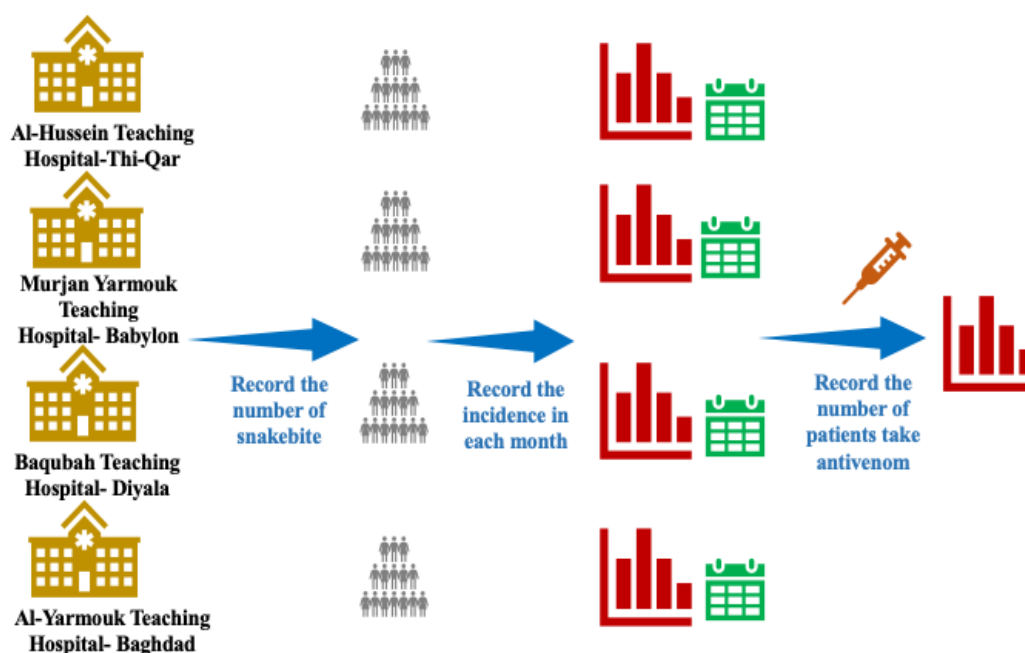 Al-Hussein Teaching
Hospital-Thi-Qar
Murjan Yarmouk
Teaching
Hospital- Babylon
Baqubah Teaching
Hospital- Diyala
Al-Yarmouk Teaching
Hospital- Baghdad
Record the
number of
snakebite
Record the
incidence in
each month
Record the
number of
patients take
antivenom